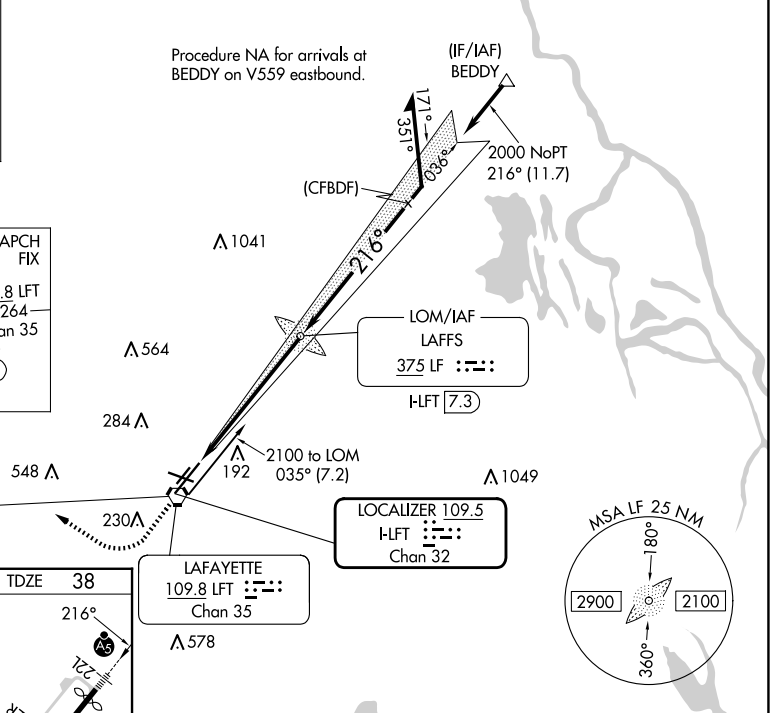 Procedure NA for arrivals at
BEDDY on V559 eastbound.
(IF/IAF)
BEDDY
171°
351°
036°
2000 NoPT
216° (11.7)
(CFBDF)
216°
1041
APCH
FIX
.8 LFT
264
an 35
LOM/IAF
LAFFS
375 LF
I-LFT 7.3
564
284
548
192
2100 to LOM
035° (7.2)
1049
230
LOCALIZER 109.5
I-LFT
Chan 32
LAFAYETTE
109.8 LFT
Chan 35
578
MSA LF 25 NM
180°
2900
2100
360°
TDZE 38
216°
A5
22L